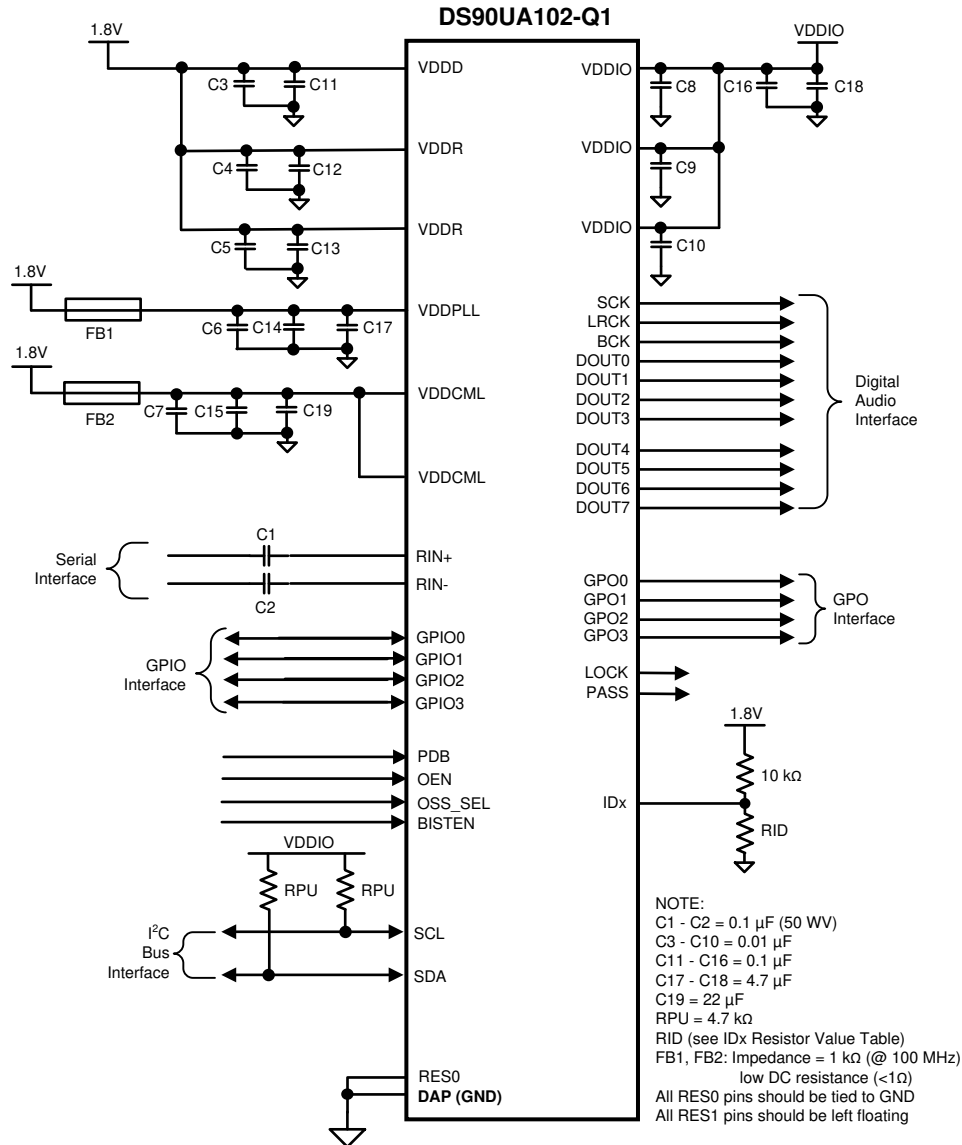 DS90UA102-Q1
1.8V
VDDD
C3
C11
VDDR
C4
C12
VDDR
C5
C13
1.8V
FB1
VDDPLL
C6
C14
C17
1.8V
FB2
VDDCML
C7
C15
C19
VDDCML
Serial
Interface
C1
C2
RIN+
RIN-
GPIO
Interface
GPIO0
GPIO1
GPIO2
GPIO3
PDB
OEN
OSS_SEL
BISTEN
VDDIO
RPU
RPU
I²C
Bus
Interface
SCL
SDA
RES0
DAP (GND)
VDDIO
VDDIO
C8
C16
C18
VDDIO
C9
VDDIO
C10
SCK
LRCK
BCK
DOUT0
DOUT1
DOUT2
DOUT3
DOUT4
DOUT5
DOUT6
DOUT7
Digital
Audio
Interface
GPO0
GPO1
GPO2
GPO3
GPO
Interface
LOCK
PASS
1.8V
10 kΩ
IDx
RID
NOTE:
C1 - C2 = 0.1 µF (50 WV)
C3 - C10 = 0.01 µF
C11 - C16 = 0.1 µF
C17 - C18 = 4.7 µF
C19 = 22 µF
RPU = 4.7 kΩ
RID (see IDx Resistor Value Table)
FB1, FB2: Impedance = 1 kΩ (@ 100 MHz)
low DC resistance (<1Ω)
All RES0 pins should be tied to GND
All RES1 pins should be left floating